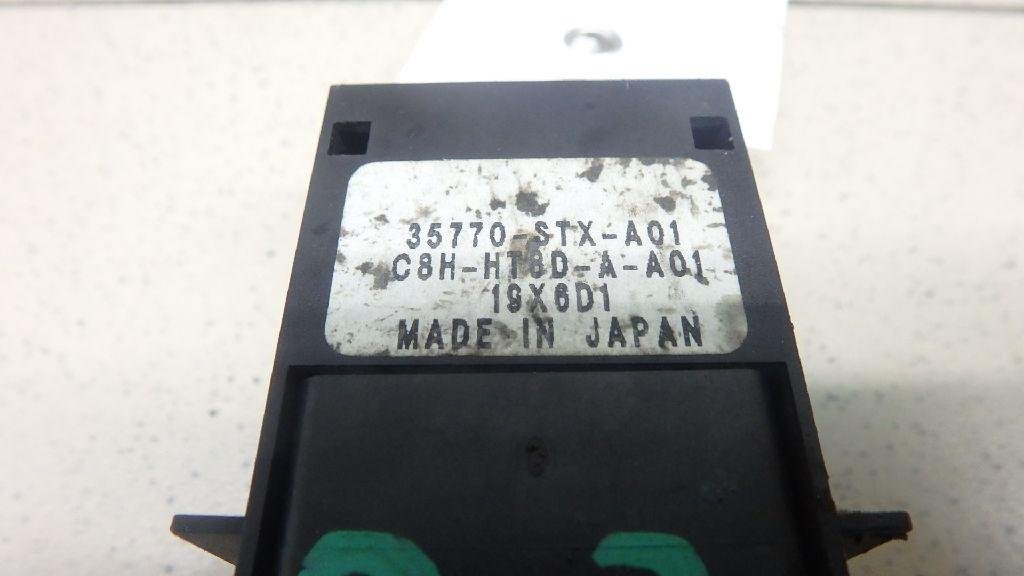 35770-STX-A01
C8H-HT8D-A-A01
19X6D1
MADE IN JAPAN